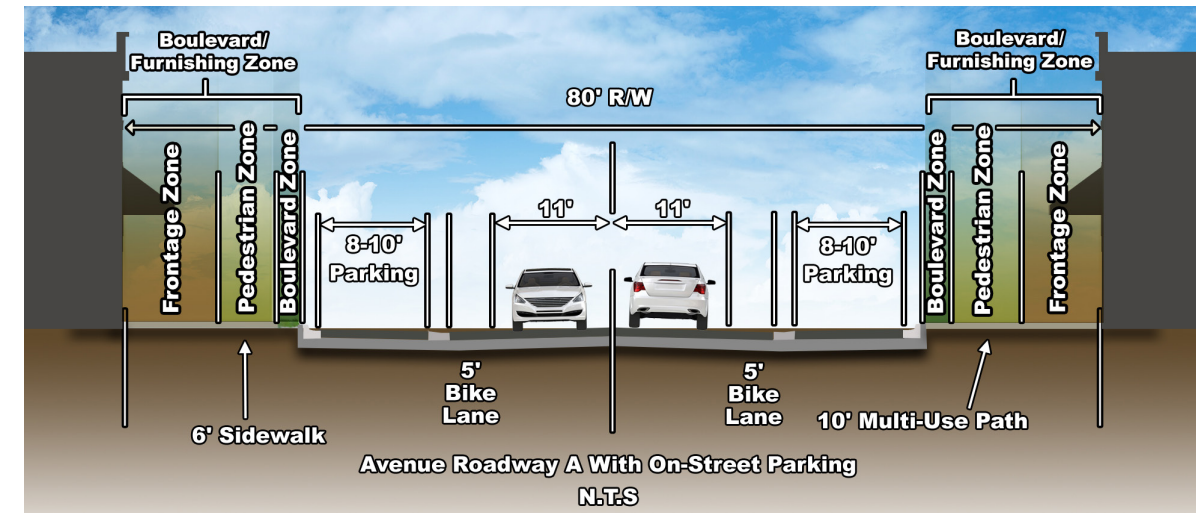 Boulevard/
Furnishing Zone
Boulevard/
Furnishing Zone
80' R/W
Frontage Zone
Pedestrian Zone
Boulevard Zone
Boulevard Zone
Pedestrian Zone
Frontage Zone
11'
11'
8-10'
Parking
8-10'
Parking
5'
Bike
Lane
5'
Bike
Lane
6' Sidewalk
10' Multi-Use Path
Avenue Roadway A With On-Street Parking
N.T.S